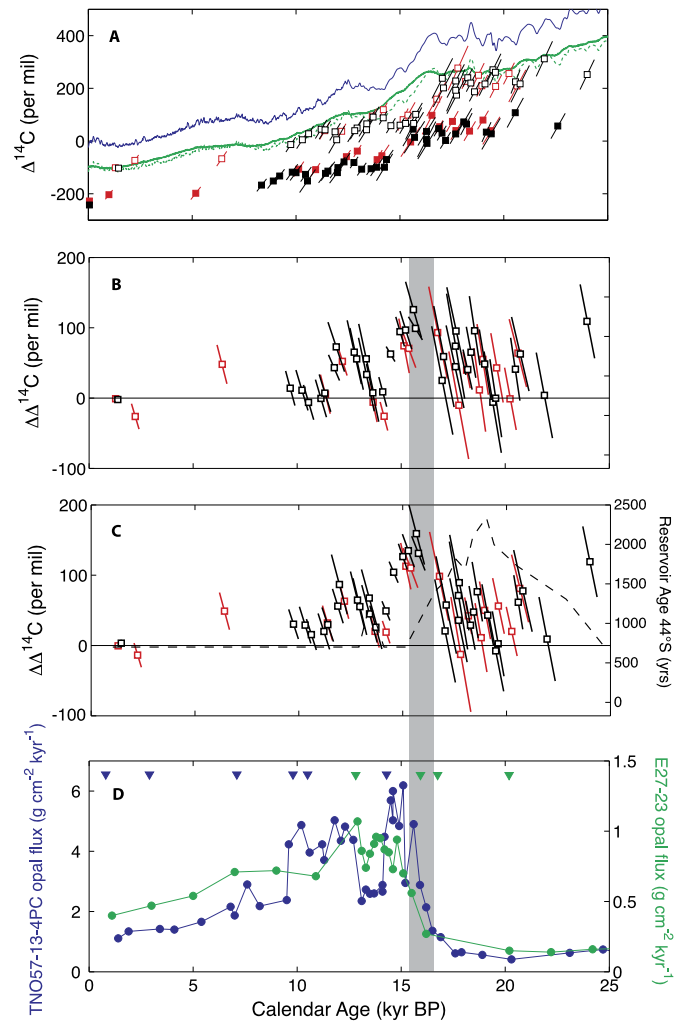 A
Δ14C (per mil)
400
200
0
-200
B
ΔΔ14C (per mil)
200
100
0
-100
C
ΔΔ14C (per mil)
200
100
0
-100
2500
2000
1500
1000
500
0
Reservoir Age 44°S (yrs)
D
TNO57-13-4PC opal flux (g cm-2 kyr-1)
6
4
2
0
1.5
1
0.5
0
E27-23 opal flux (g cm-2 kyr-1)
0 5 10 15 20 25
Calendar Age (kyr BP)